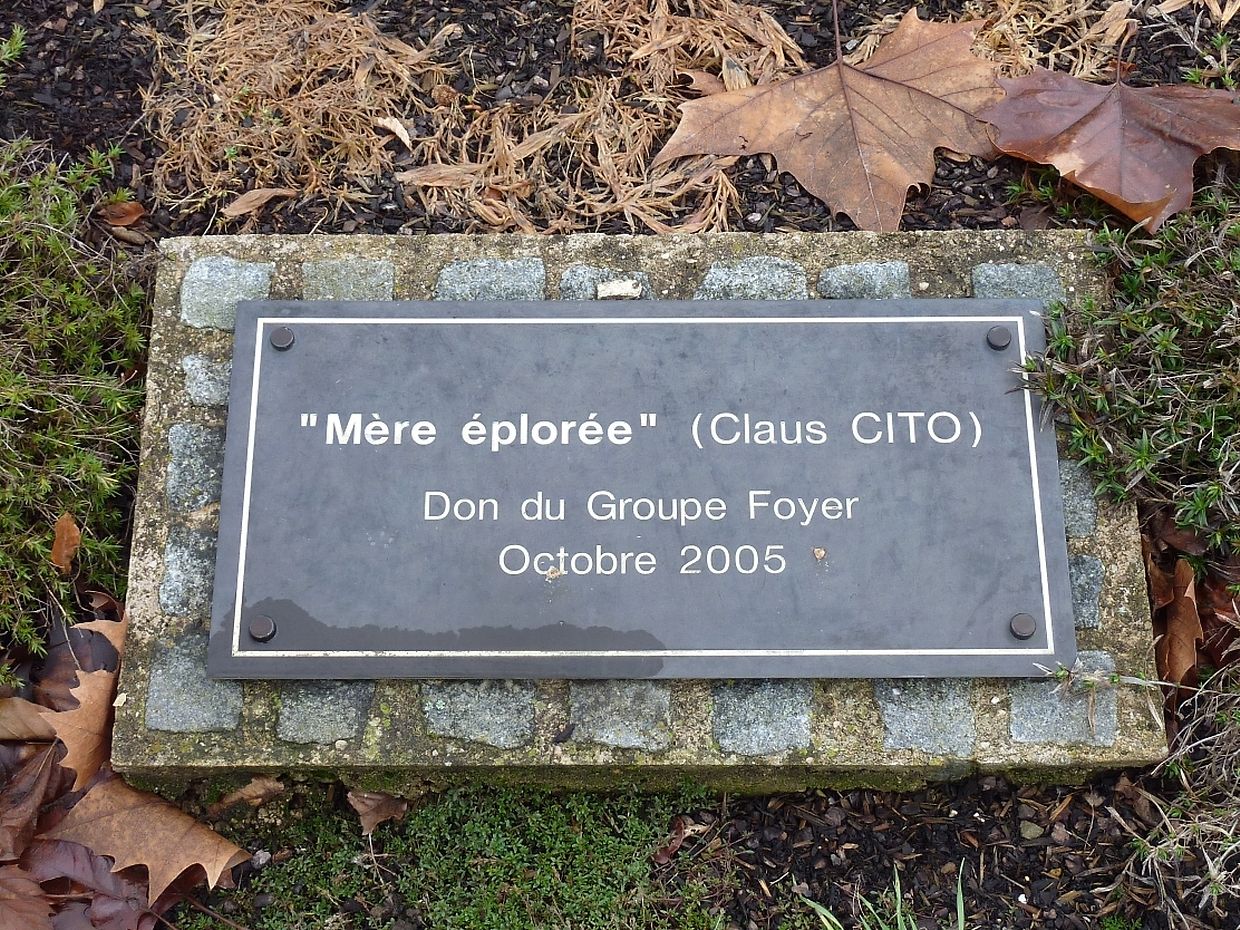 "Mère éplorée" (Claus CITO)
Don du Groupe Foyer
Octobre 2005